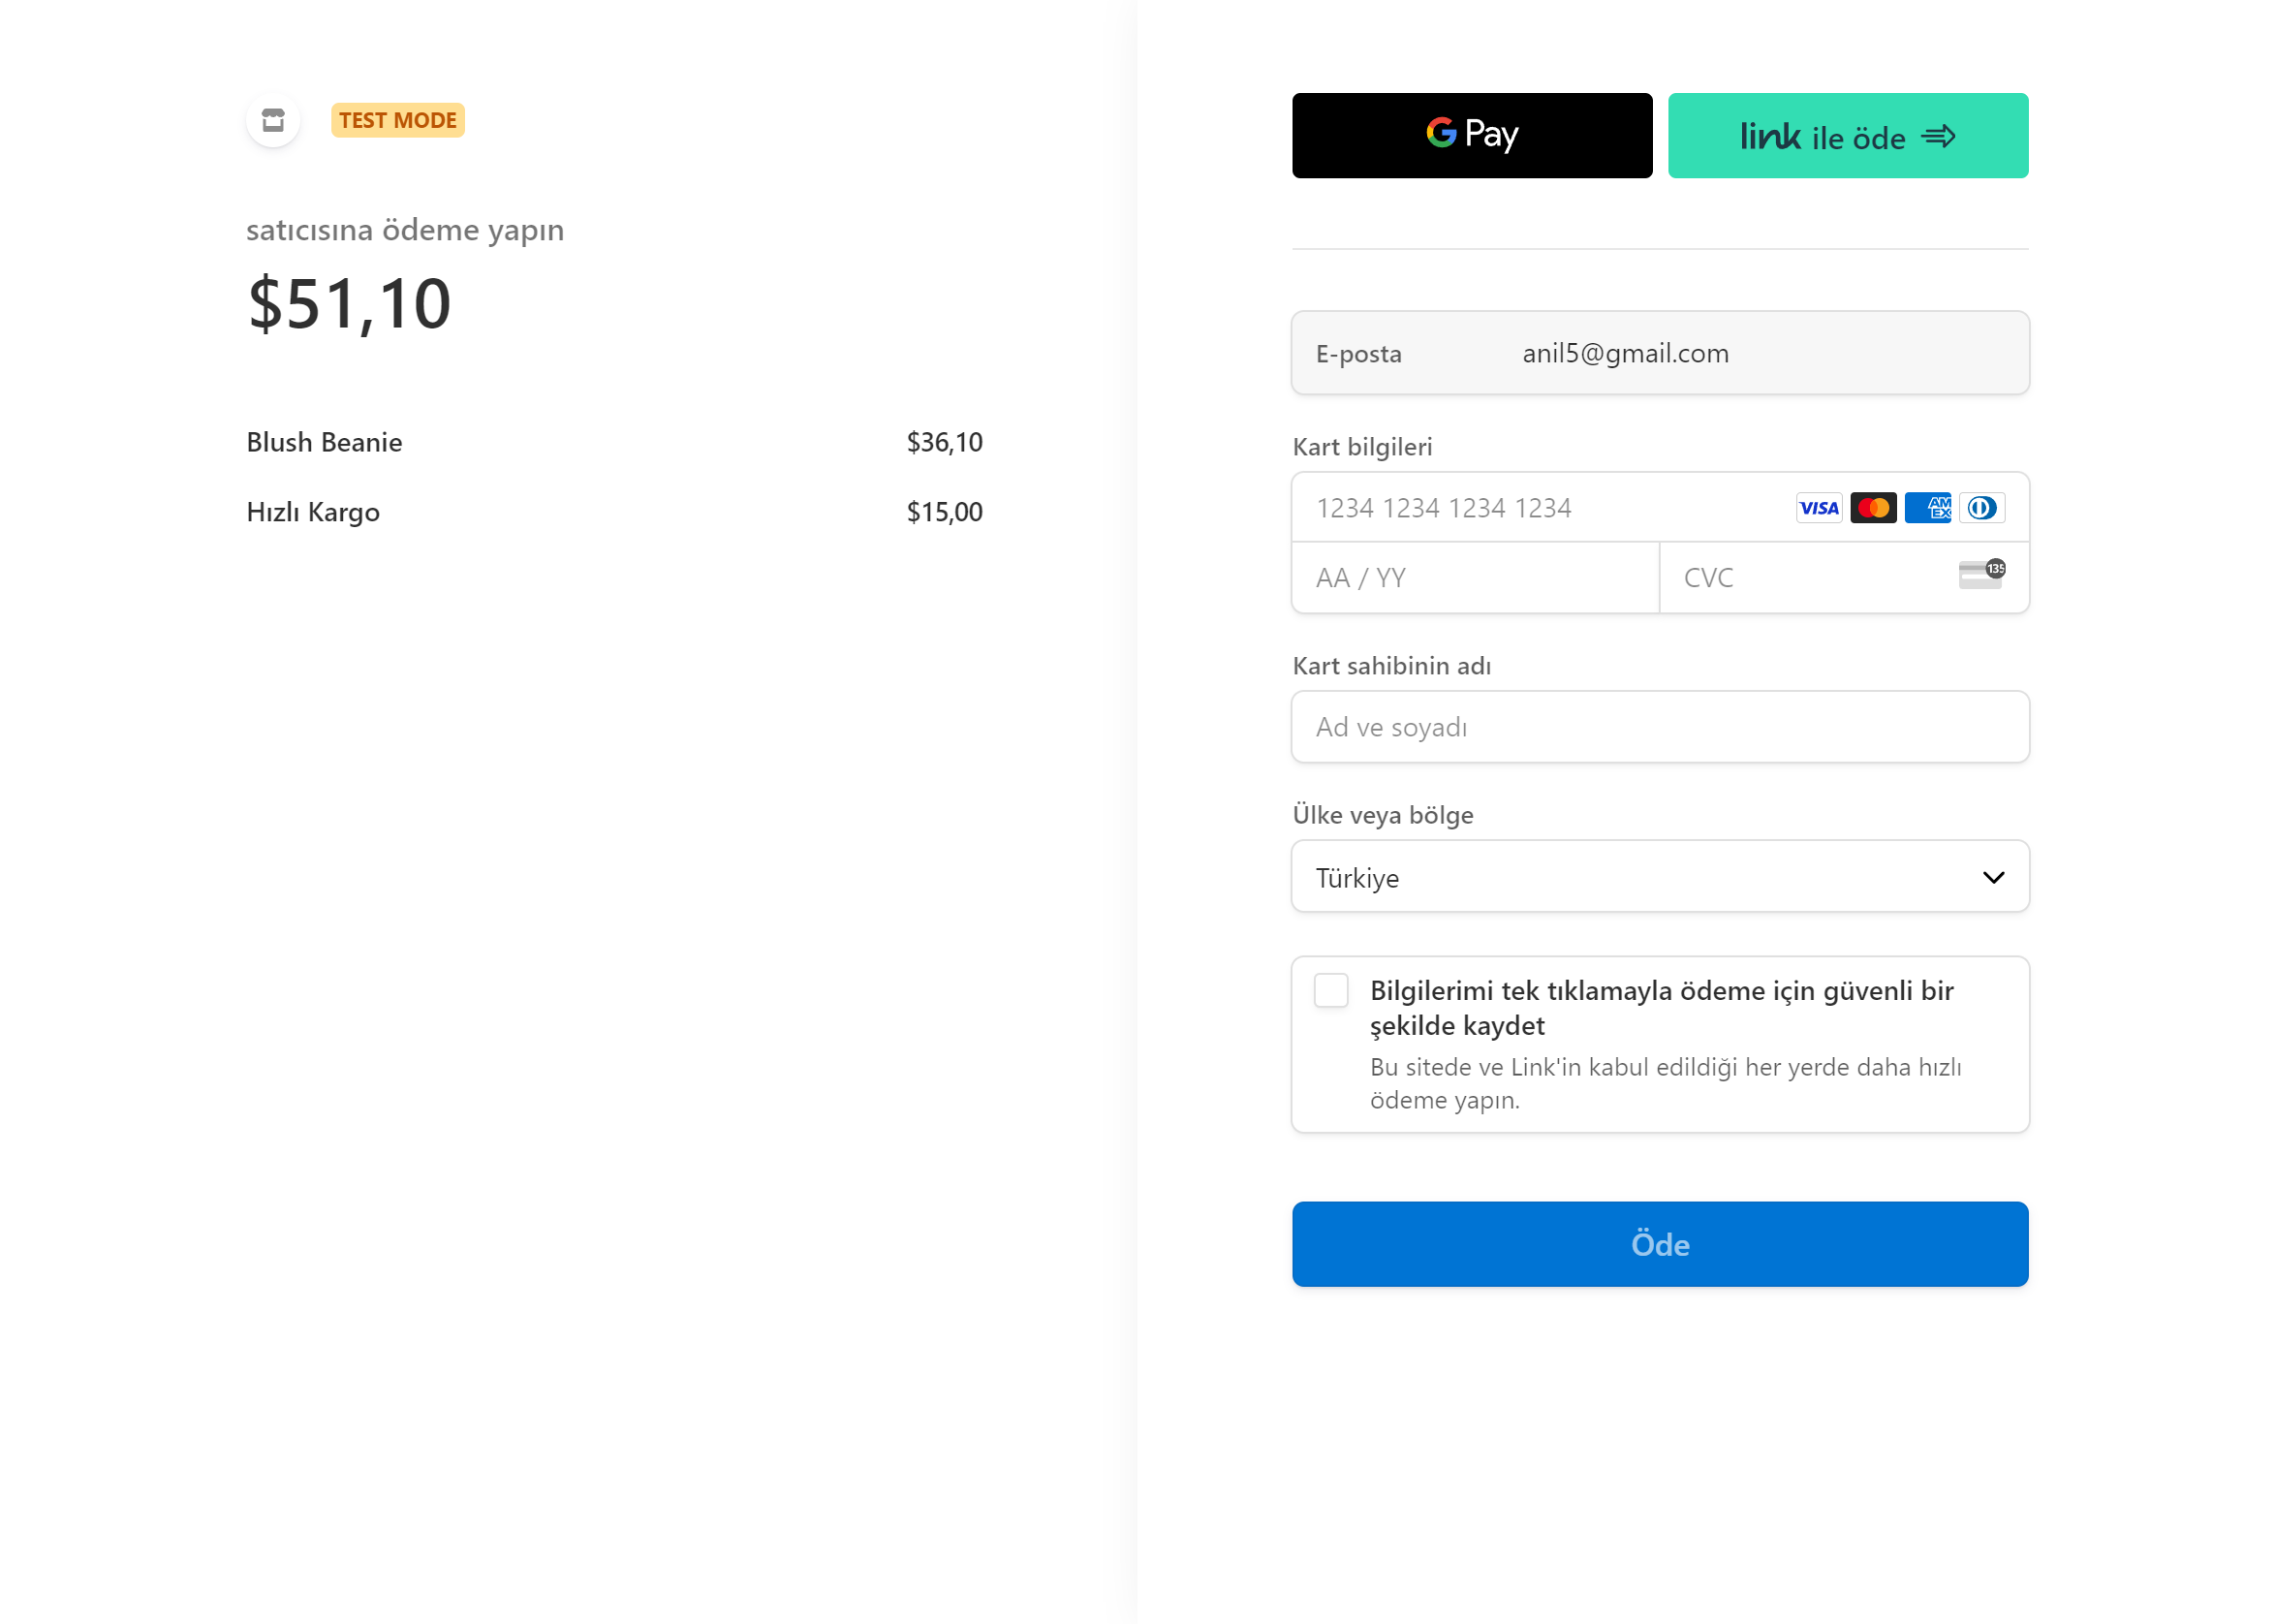 TEST MODE
satıcısına ödeme yapın
$51,10
Blush Beanie $36,10
Hızlı Kargo $15,00
G Pay
link ile öde
E-posta anil5@gmail.com
Kart bilgileri
1234 1234 1234 1234 VISA AM EX
AA / YY CVC 135
Kart sahibinin adı
Ad ve soyadı
Ülke veya bölge
Türkiye
Bilgilerimi tek tıklamayla ödeme için güvenli bir
şekilde kaydet
Bu sitede ve Link'in kabul edildiği her yerde daha hızlı
ödeme yapın.
Öde